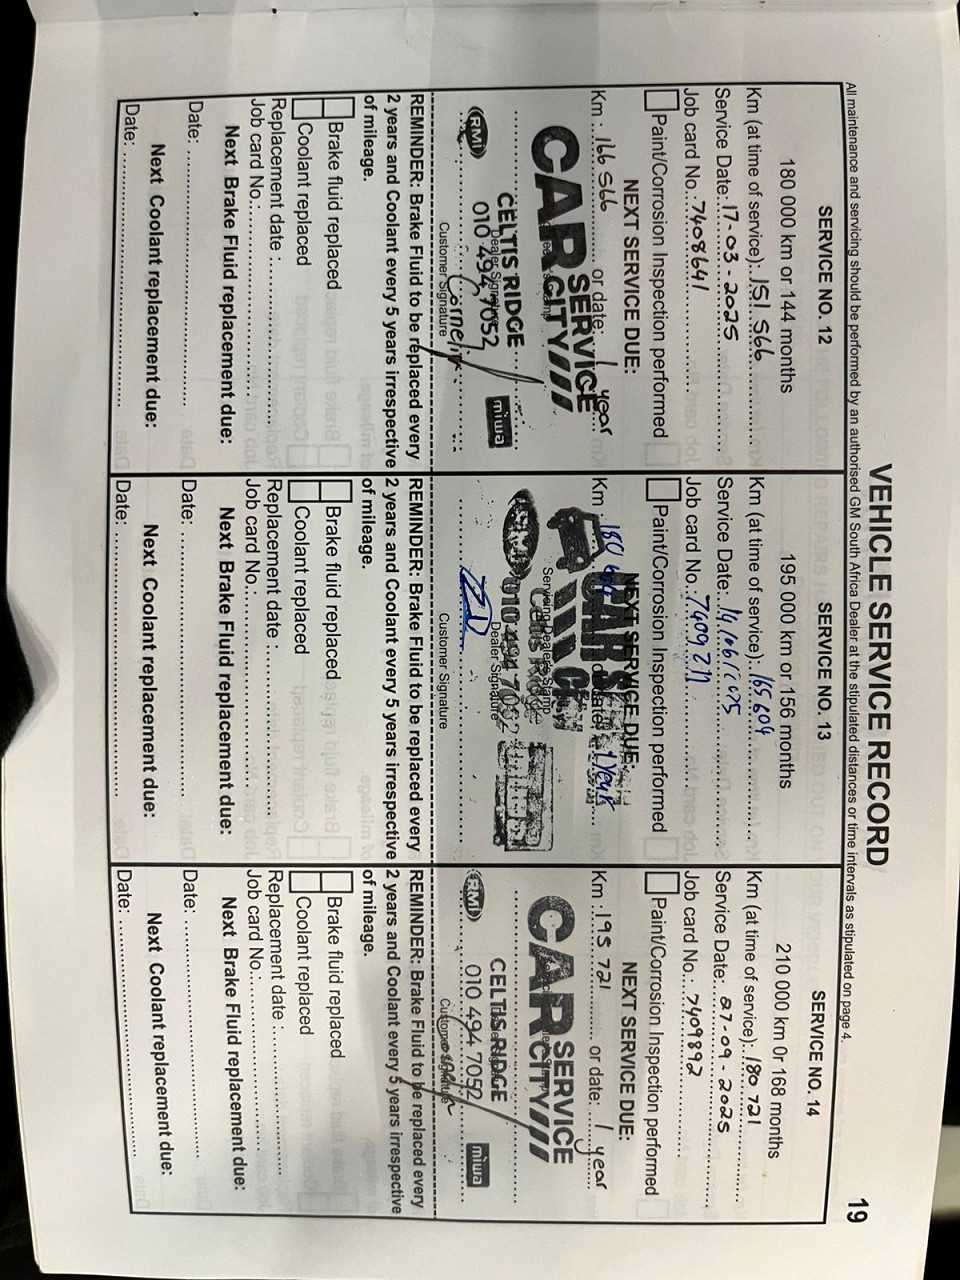 19
VEHICLE SERVICE RECORD
All maintenance and servicing should be performed by an authorised GM South Africa Dealer at the stipulated distances or time intervals as stipulated on page 4.
SERVICE NO. 12
180 000 km or 144 months
Km (at time of service): 151 566
Service Date: 17-03-2025
Job card No.: 7408641
Paint/Corrosion Inspection performed
NEXT SERVICE DUE:
Km : 166 566 or date: 1 year
CAR SERVICE CITY
CELTIS RIDGE
Dealer Signature
010 494 7052
RMI
miwa
Customer Signature
REMINDER: Brake Fluid to be replaced every
2 years and Coolant every 5 years irrespective
of mileage.
Brake fluid replaced
Coolant replaced
Replacement date :
Job card No.:
Next Brake Fluid replacement due:
Date:
Next Coolant replacement due:
Date:
SERVICE NO. 13
195 000 km or 156 months
Km (at time of service): 165.609
Service Date:
Job card No.:
Paint/Corrosion Inspection performed
NEXT SERVICE DUE:
Km : 180 609 date: 1 Year
Servicing Dealer's Stamp
Celtis Ridge
010 494 7052
Dealer Signature
RMI
Customer Signature
REMINDER: Brake Fluid to be replaced every
2 years and Coolant every 5 years irrespective
of mileage.
Brake fluid replaced
Coolant replaced
Replacement date :
Job card No.:
Next Brake Fluid replacement due:
Date:
Next Coolant replacement due:
Date:
SERVICE NO. 14
210 000 km 0r 168 months
Km (at time of service): 180 721
Service Date: 27-09-2025
Job card No.: 7409892
Paint/Corrosion Inspection performed
NEXT SERVICE DUE:
Km : 195 721 or date: 1 year
CAR SERVICE CITY
CELTIS RIDGE
010 494 7052
RMI
miwa
Customer Signature
REMINDER: Brake Fluid to be replaced every
2 years and Coolant every 5 years irrespective
of mileage.
Brake fluid replaced
Coolant replaced
Replacement date :
Job card No.:
Next Brake Fluid replacement due:
Date:
Next Coolant replacement due:
Date: